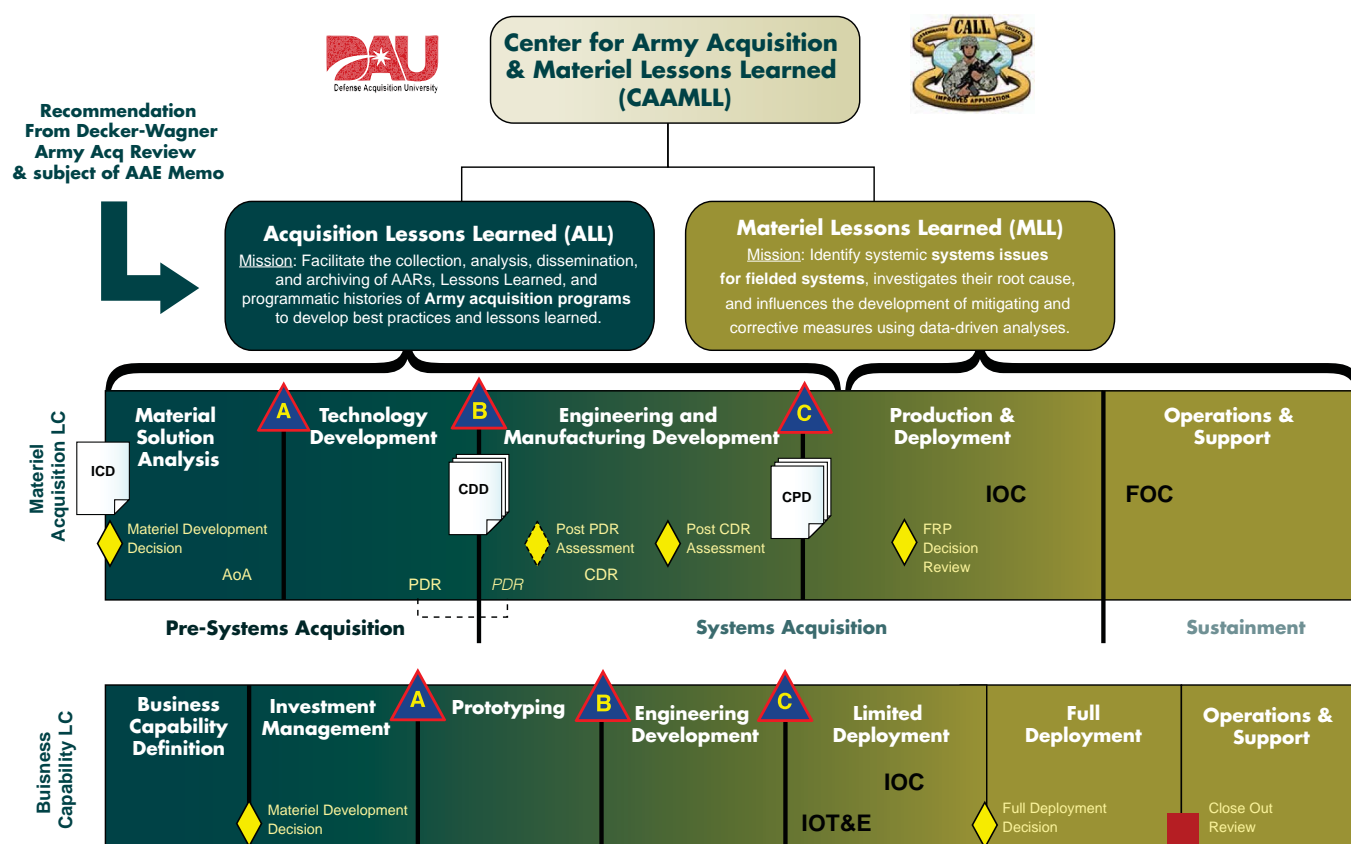 DAU
Defense Acquisition University
Center for Army Acquisition
& Materiel Lessons Learned
(CAAMLL)
CALL
IMPROVED APPLICATION
Recommendation
From Decker-Wagner
Army Acq Review
& subject of AAE Memo
Acquisition Lessons Learned (ALL)
Mission: Facilitate the collection, analysis, dissemination,
and archiving of AARs, Lessons Learned, and
programmatic histories of Army acquisition programs
to develop best practices and lessons learned.
Materiel Lessons Learned (MLL)
Mission: Identify systemic systems issues
for fielded systems, investigates their root cause,
and influences the development of mitigating and
corrective measures using data-driven analyses.
Materiel
Acquisition LC
Material
Solution
Analysis
A
Technology
Development
B
Engineering and
Manufacturing Development
C
Production &
Deployment
Operations &
Support
ICD
CDD
CPD
IOC
FOC
Materiel Development
Decision
AoA
PDR
PDR
Post PDR
Assessment
CDR
Post CDR
Assessment
FRP
Decision
Review
Pre-Systems Acquisition
Systems Acquisition
Sustainment
Buisness
Capability LC
Business
Capability
Definition
Investment
Management
A
Prototyping
B
Engineering
Development
C
Limited
Deployment
Full
Deployment
Operations &
Support
Materiel Development
Decision
IOC
IOT&E
Full Deployment
Decision
Close Out
Review